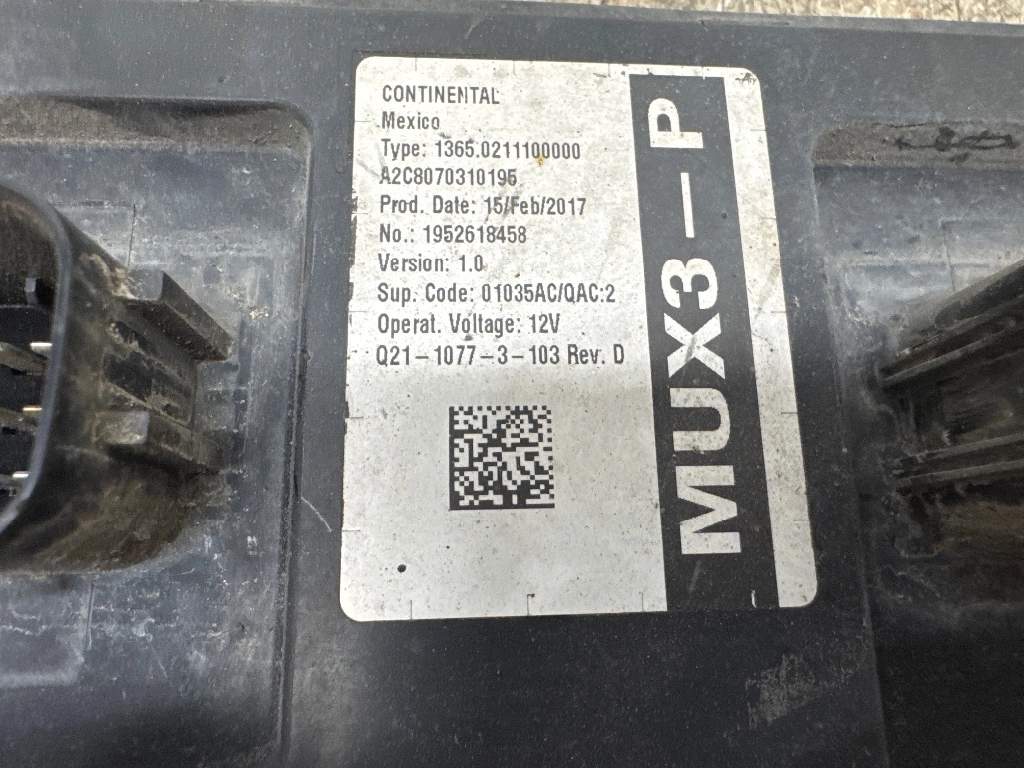 CONTINENTAL
Mexico
Type: 1365.0211100000
A2C8070310195
Prod. Date: 15/Feb/2017
No.: 1952618458
Version: 1.0
Sup. Code: 01035AC/QAC:2
Operat. Voltage: 12V
Q21-1077-3-103 Rev. D
MUX3-P